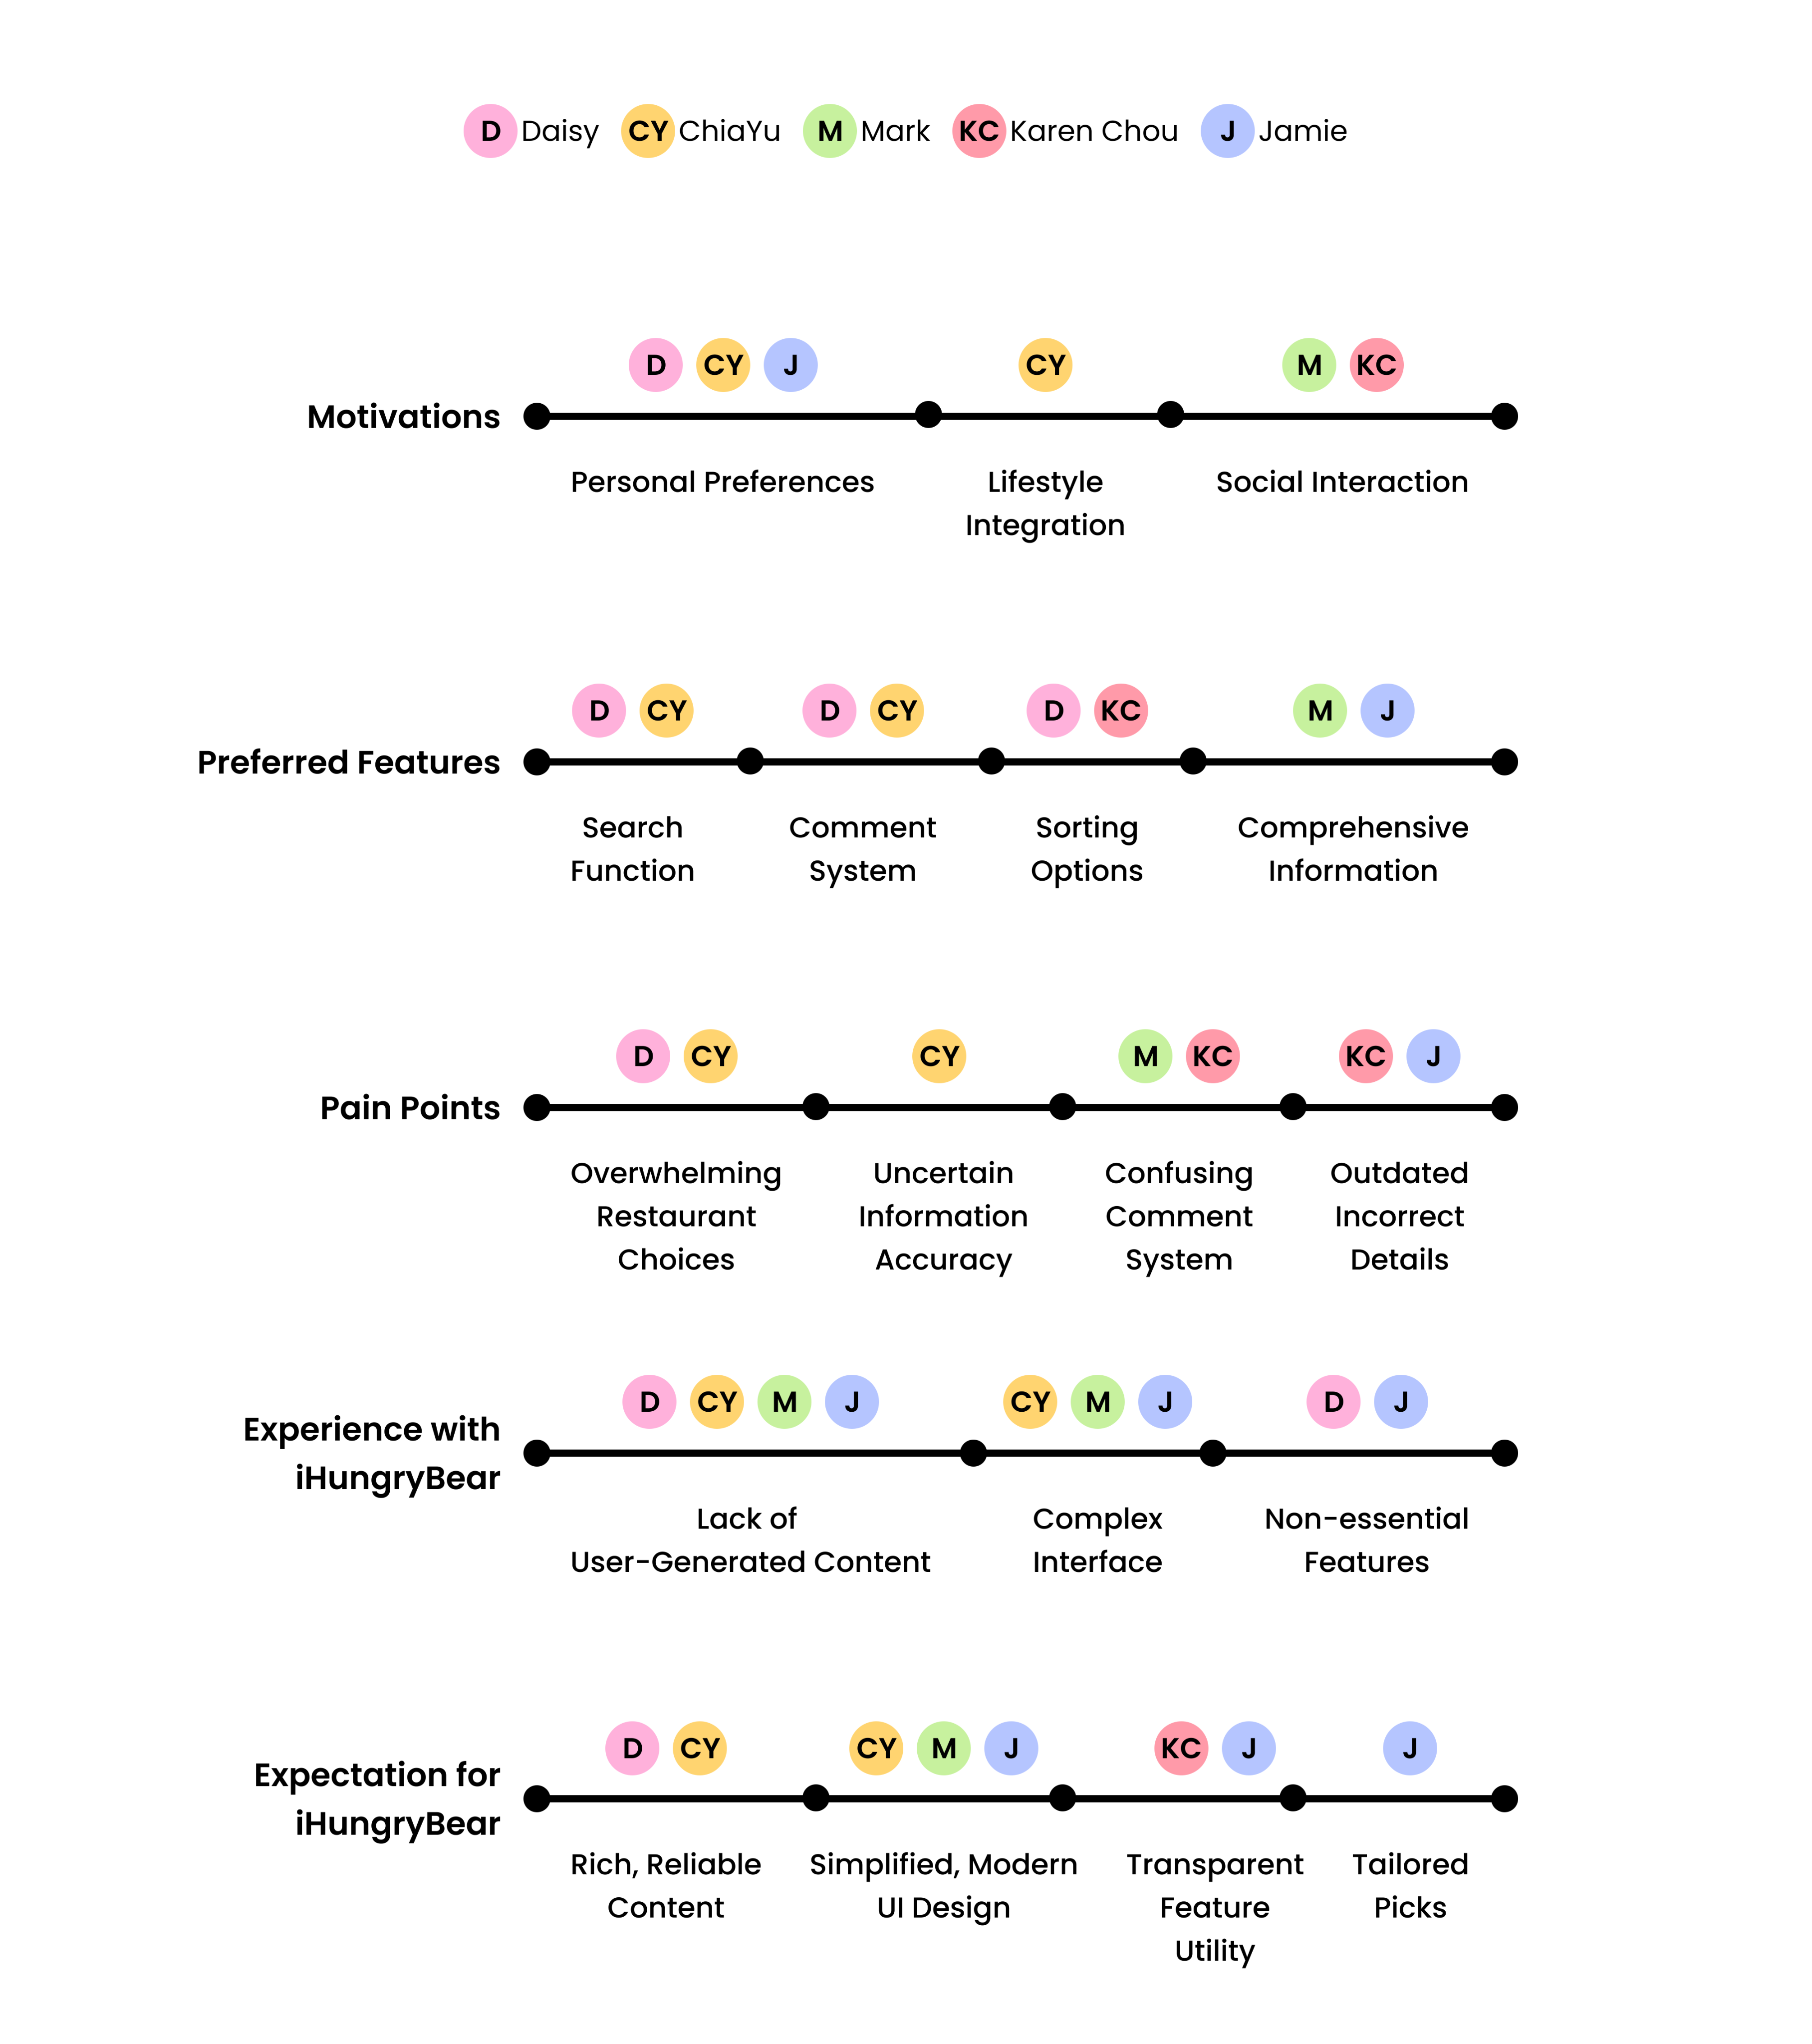 D Daisy CY ChiaYu M Mark KC Karen Chou J Jamie
D CY J CY M KC
Motivations
Personal Preferences Lifestyle Social Interaction
Integration
D CY D CY D KC M J
Preferred Features
Search Comment Sorting Comprehensive
Function System Options Information
D CY CY M KC KC J
Pain Points
Overwhelming Uncertain Confusing Outdated
Restaurant Information Comment Incorrect
Choices Accuracy System Details
D CY M J CY M J D J
Experience with
iHungryBear
Lack of Complex Non-essential
User-Generated Content Interface Features
D CY CY M J KC J J
Expectation for
iHungryBear
Rich, Reliable Simplified, Modern Transparent Tailored
Content UI Design Feature Picks
Utility